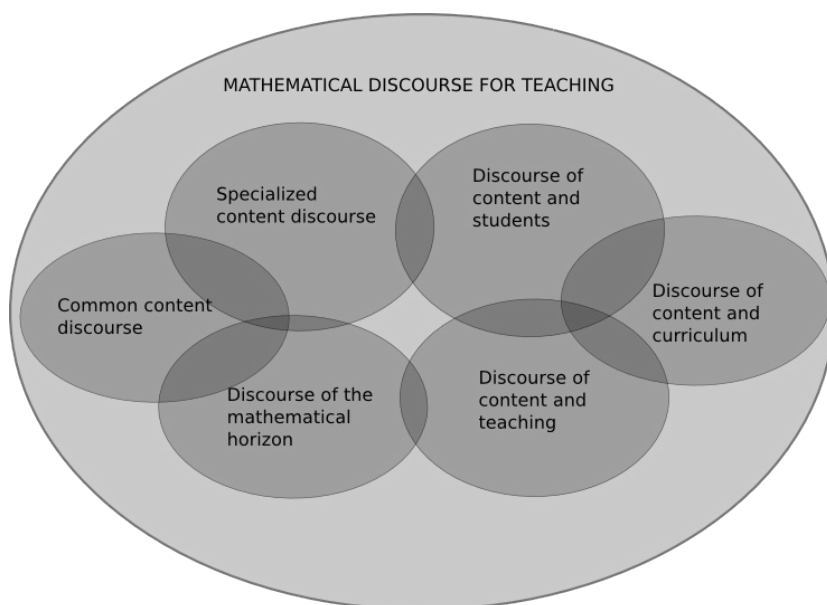 MATHEMATICAL DISCOURSE FOR TEACHING
Specialized
content discourse
Discourse of
content and
students
Common content
discourse
Discourse of
content and
curriculum
Discourse of the
mathematical
horizon
Discourse of
content and
teaching